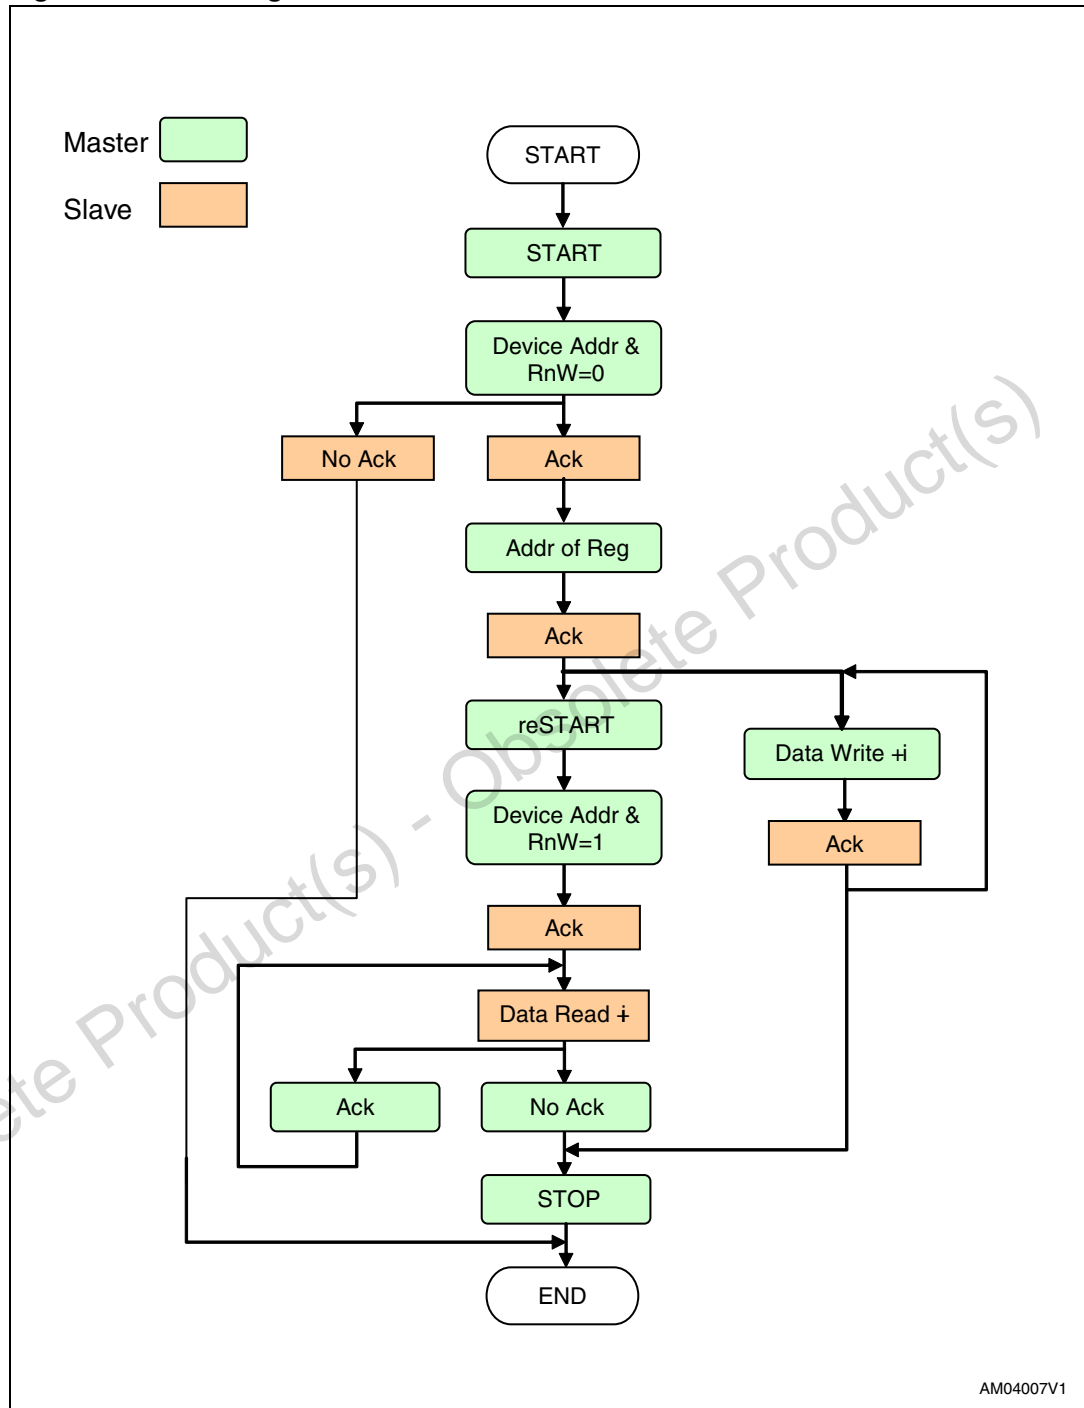 Master
Slave
START
START
Device Addr &
RnW=0
No Ack
Ack
Addr of Reg
Ack
reSTART
Data Write +i
Device Addr &
RnW=1
Ack
Ack
Data Read +i
Ack
No Ack
STOP
END
AM04007V1
ete Product(s) - Obsolete Product(s)